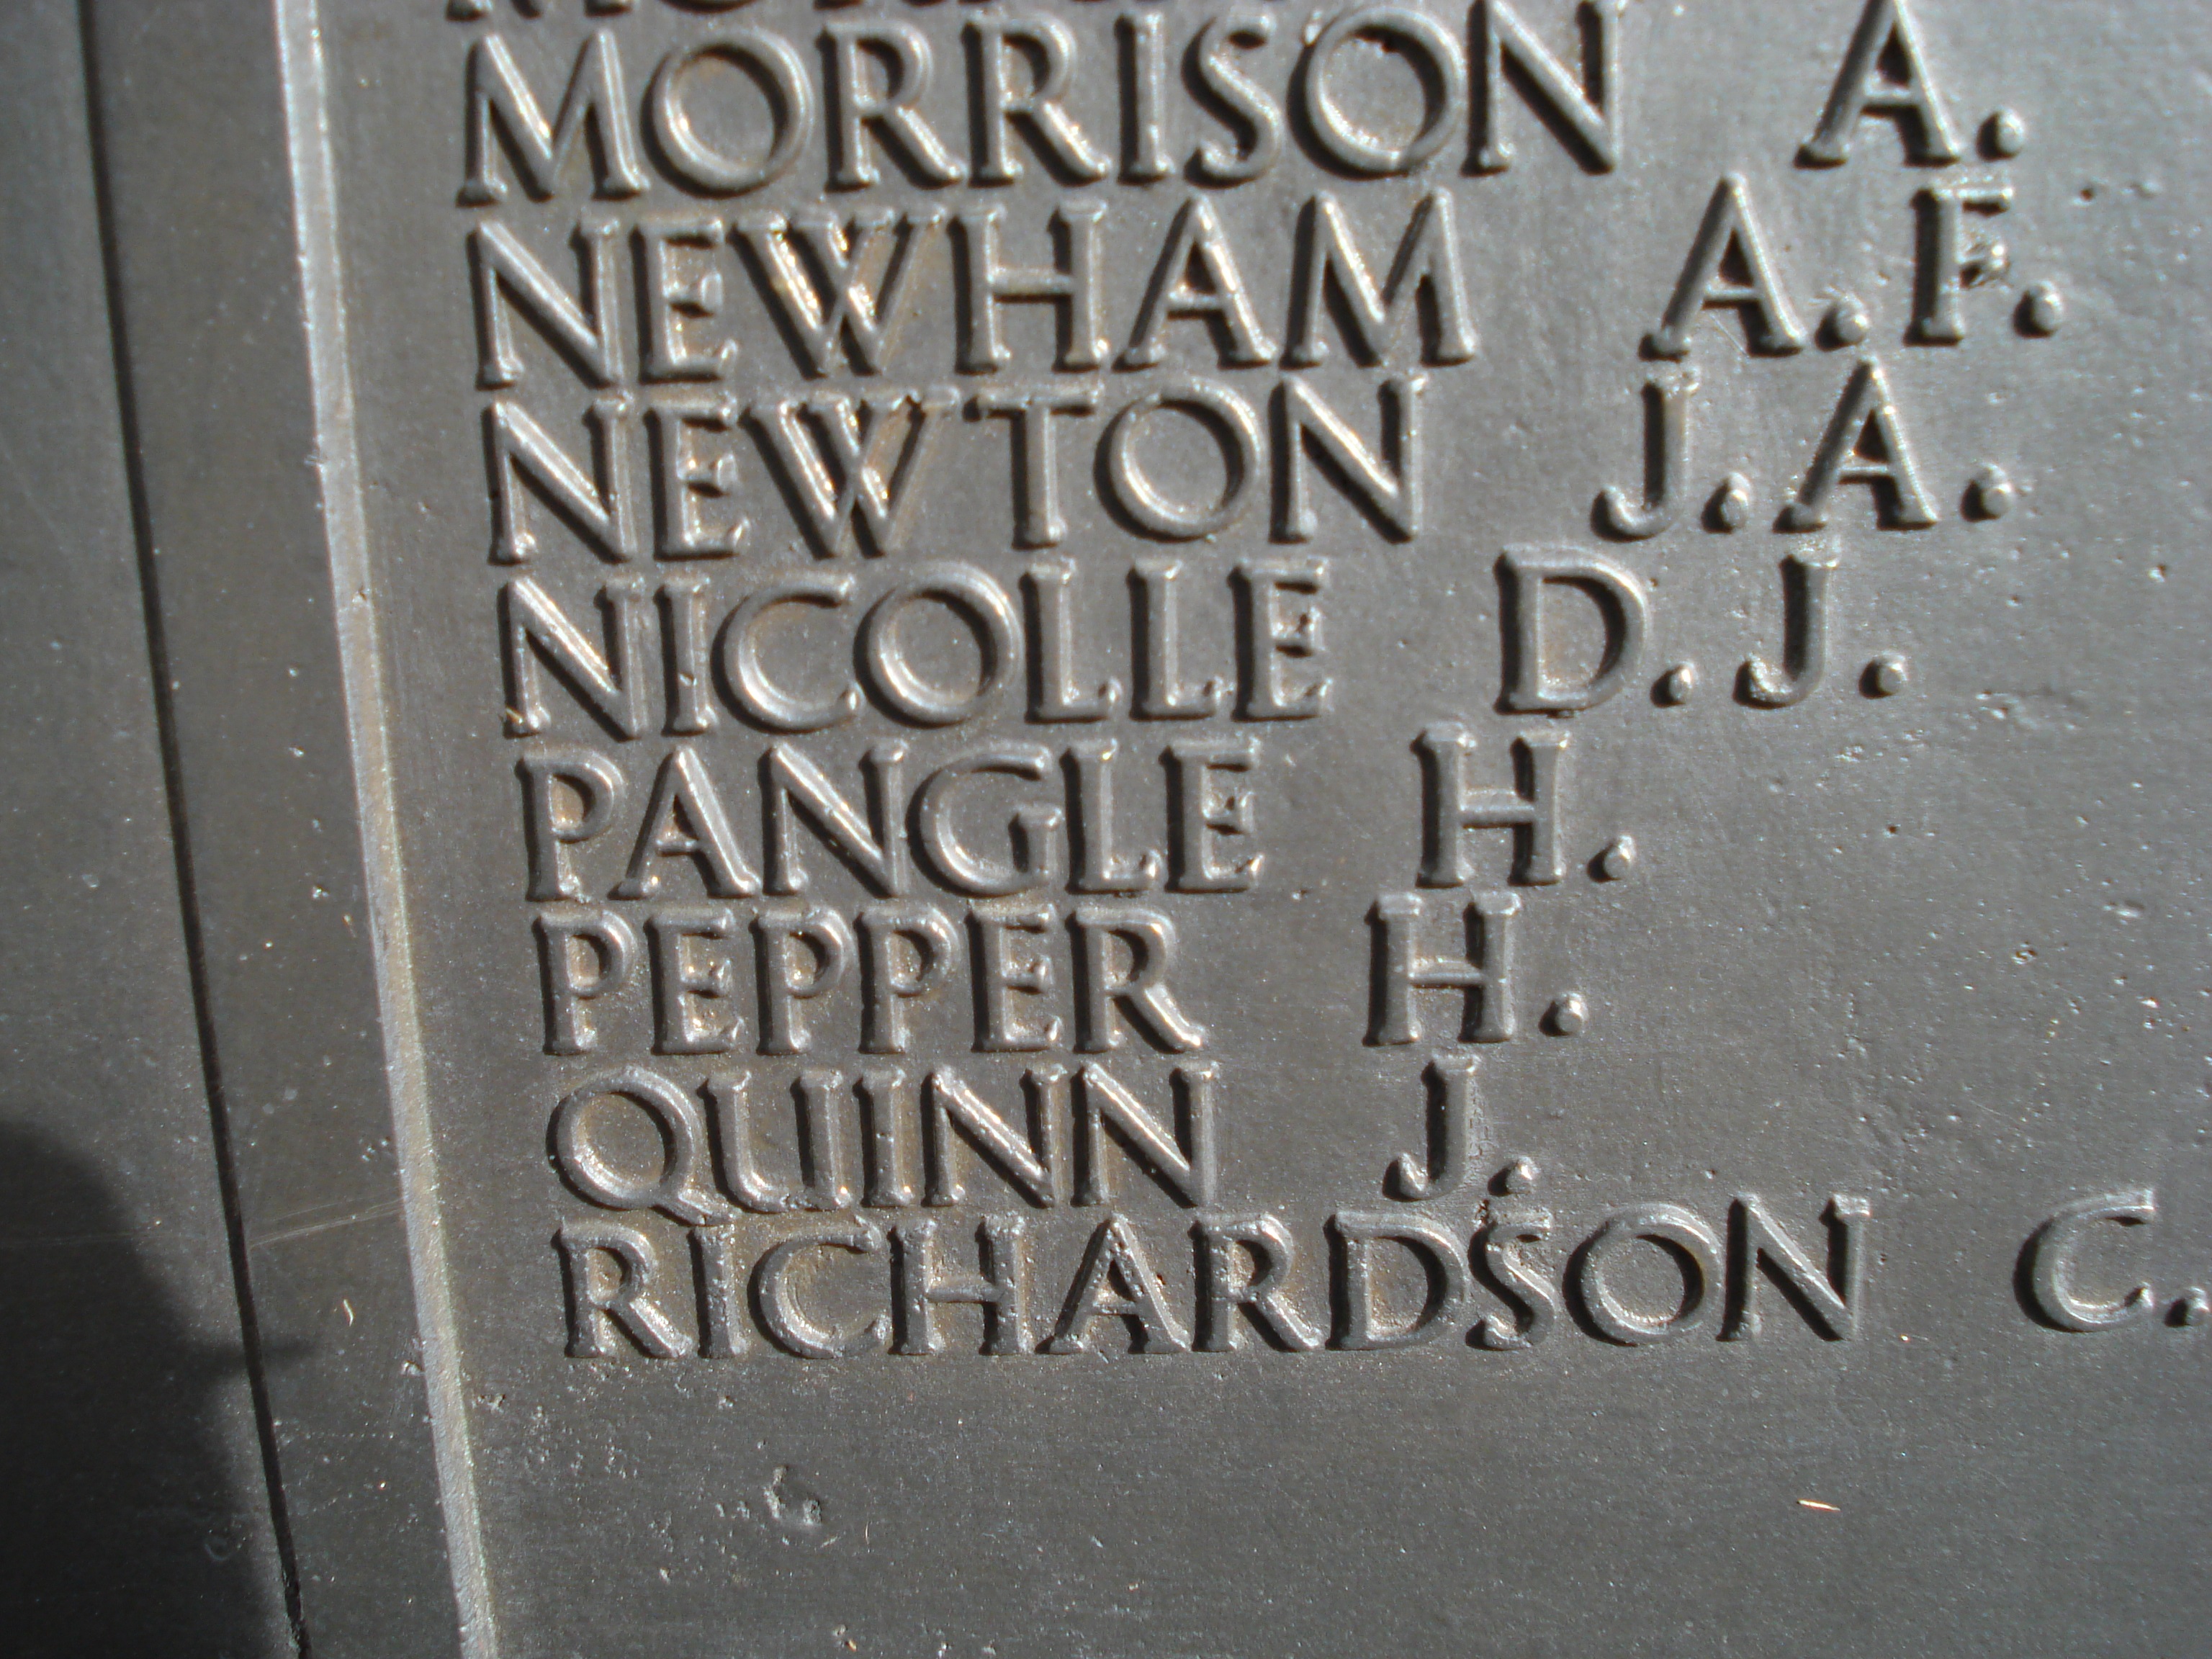 MORRISON A.
NEWHAM A.F.
NEWTON J.A.
NICOLLE D.J.
PANGLE H.
PEPPER H.
QUINN J.
RICHARDSON C.